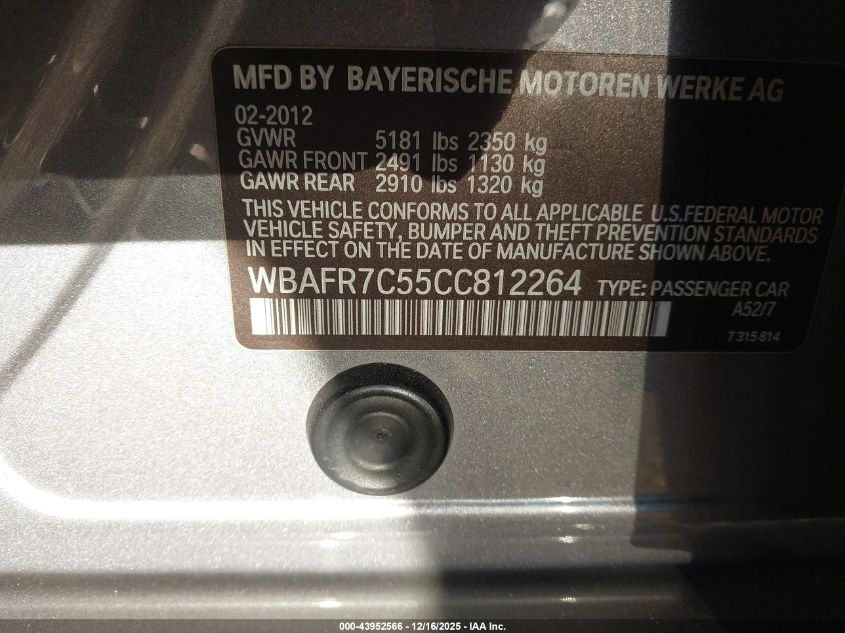 MFD BY BAYERISCHE MOTOREN WERKE AG
02-2012
GVWR 5181 lbs 2350 kg
GAWR FRONT 2491 lbs 1130 kg
GAWR REAR 2910 lbs 1320 kg
THIS VEHICLE CONFORMS TO ALL APPLICABLE U.S.FEDERAL MOTOR
VEHICLE SAFETY, BUMPER AND THEFT PREVENTION STANDARDS
IN EFFECT ON THE DATE OF MANUFACTURE SHOWN ABOVE.
WBAFR7C55CC812264 TYPE: PASSENGER CAR
A52/7
7 315 814
000-43952566 - 12/16/2025 - IAA Inc.